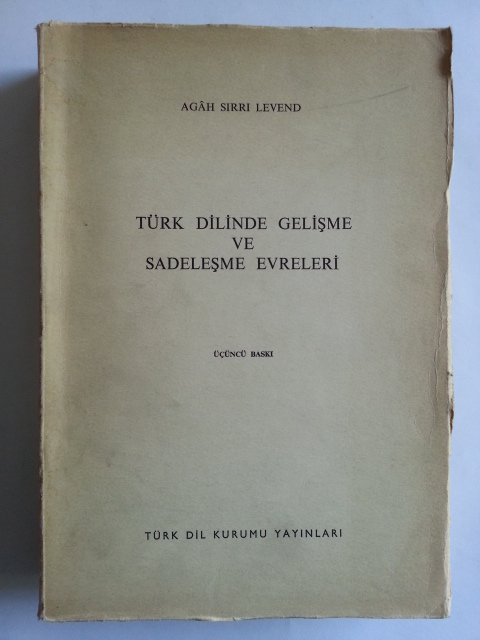 AGÂH SIRRI LEVEND
TÜRK DİLİNDE GELİŞME
VE
SADELEŞME EVRELERİ
ÜÇÜNCÜ BASKI
TÜRK DİL KURUMU YAYINLARI